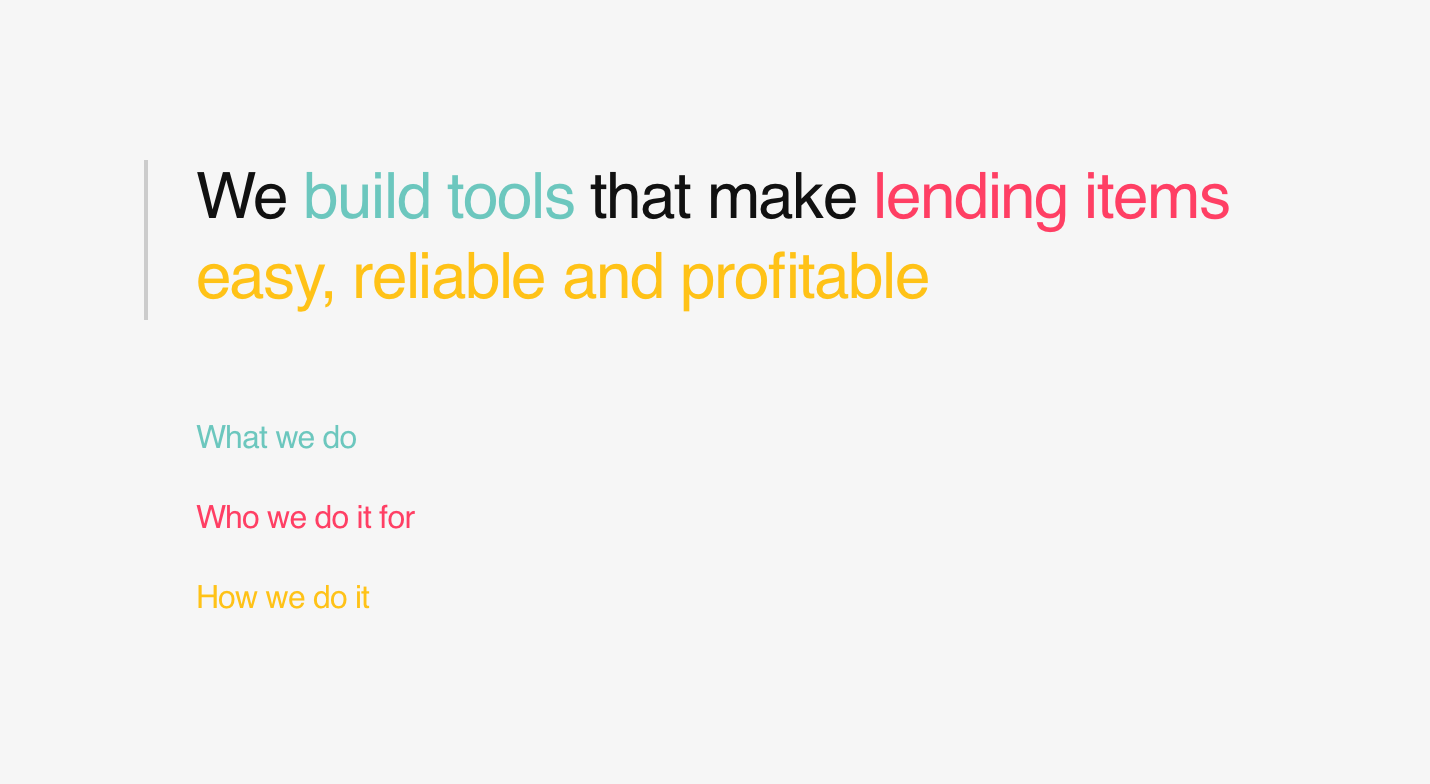 We build tools that make lending items
easy, reliable and profitable
What we do
Who we do it for
How we do it